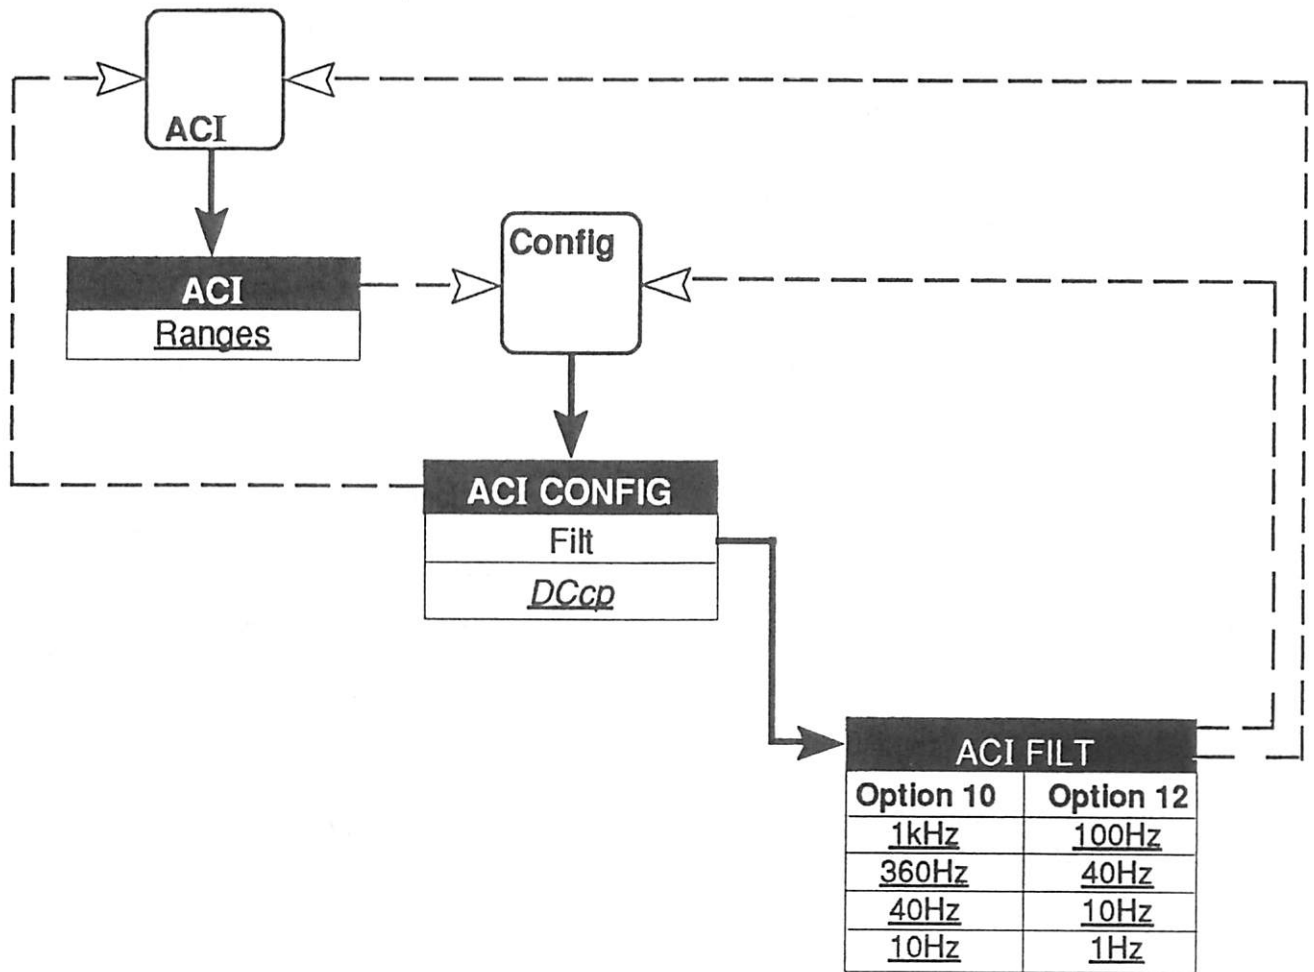 ACI
Config
ACI
Ranges
ACI CONFIG
Filt
DCcp
ACI FILT
Option 10 Option 12
1kHz 100Hz
360Hz 40Hz
40Hz 10Hz
10Hz 1Hz